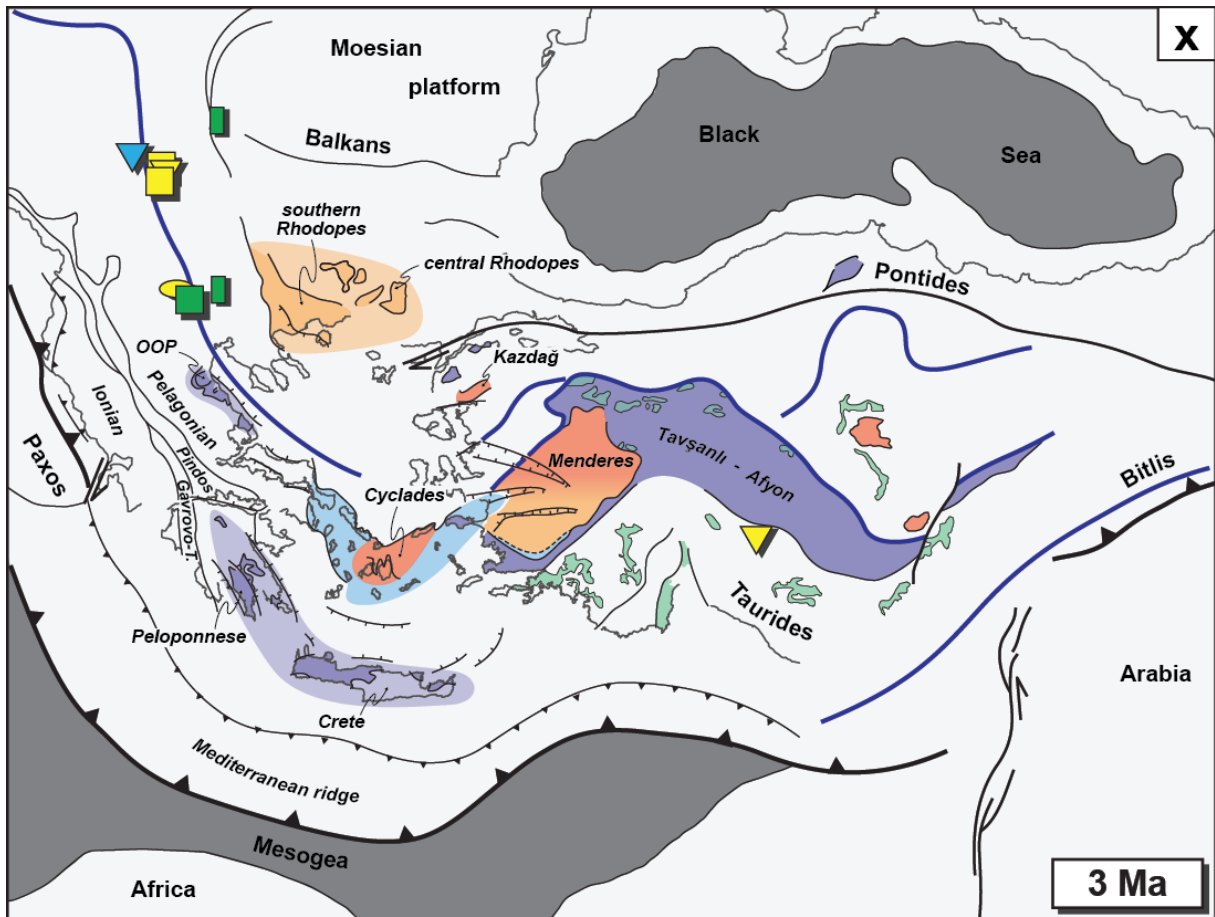 X
Moesian
platform
Balkans
Black
Sea
southern
Rhodopes
central Rhodopes
Pontides
OOP
Kazdağ
Pelagonian
Ionian
Pindos
Gavrovo-T.
Paxos
Menderes
Tavşanlı - Afyon
Bitlis
Cyclades
Taurides
Peloponnese
Crete
Arabia
Mediterranean ridge
Mesogea
Africa
3 Ma